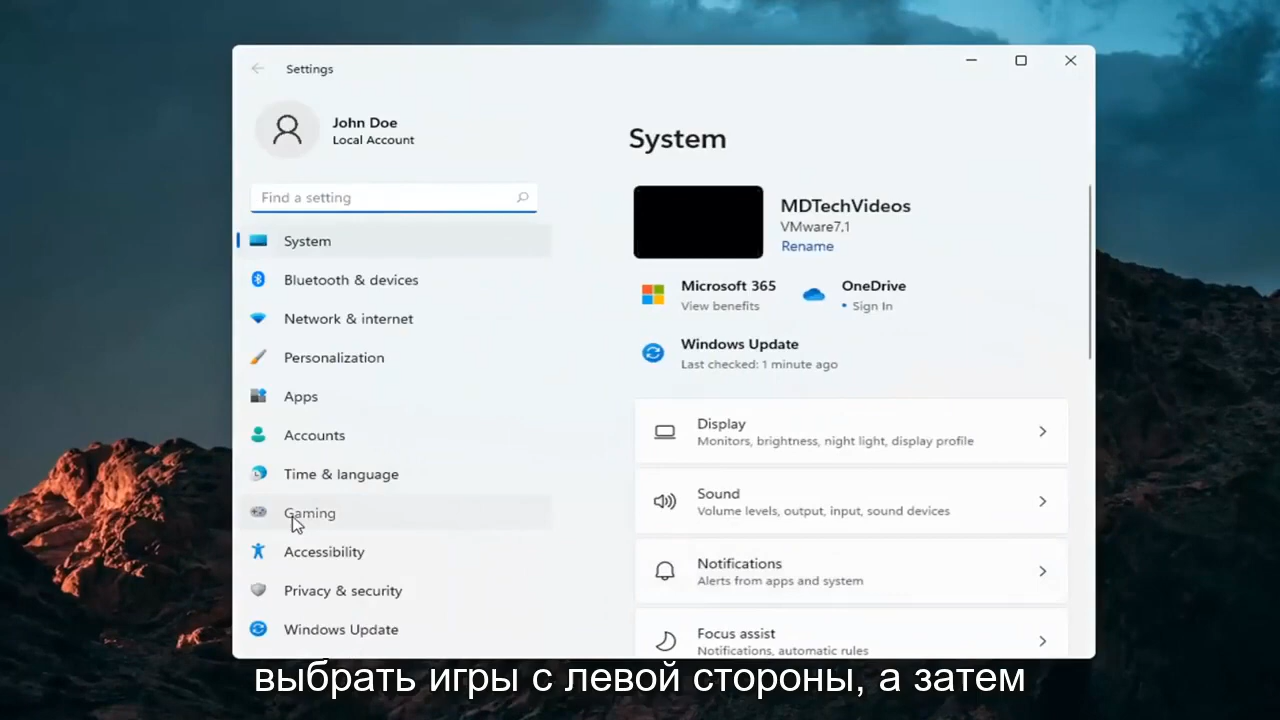 Settings
John Doe
Local Account
Find a setting
System
Bluetooth & devices
Network & internet
Personalization
Apps
Accounts
Time & language
Gaming
Accessibility
Privacy & security
Windows Update
System
MDTechVideos
VMware7,1
Rename
Microsoft 365
View benefits
OneDrive
• Sign In
Windows Update
Last checked: 1 minute ago
Display
Monitors, brightness, night light, display profile
Sound
Volume levels, output, input, sound devices
Notifications
Alerts from apps and system
Focus assist
Notifications, automatic rules
выбрать игры с левой стороны, а затем